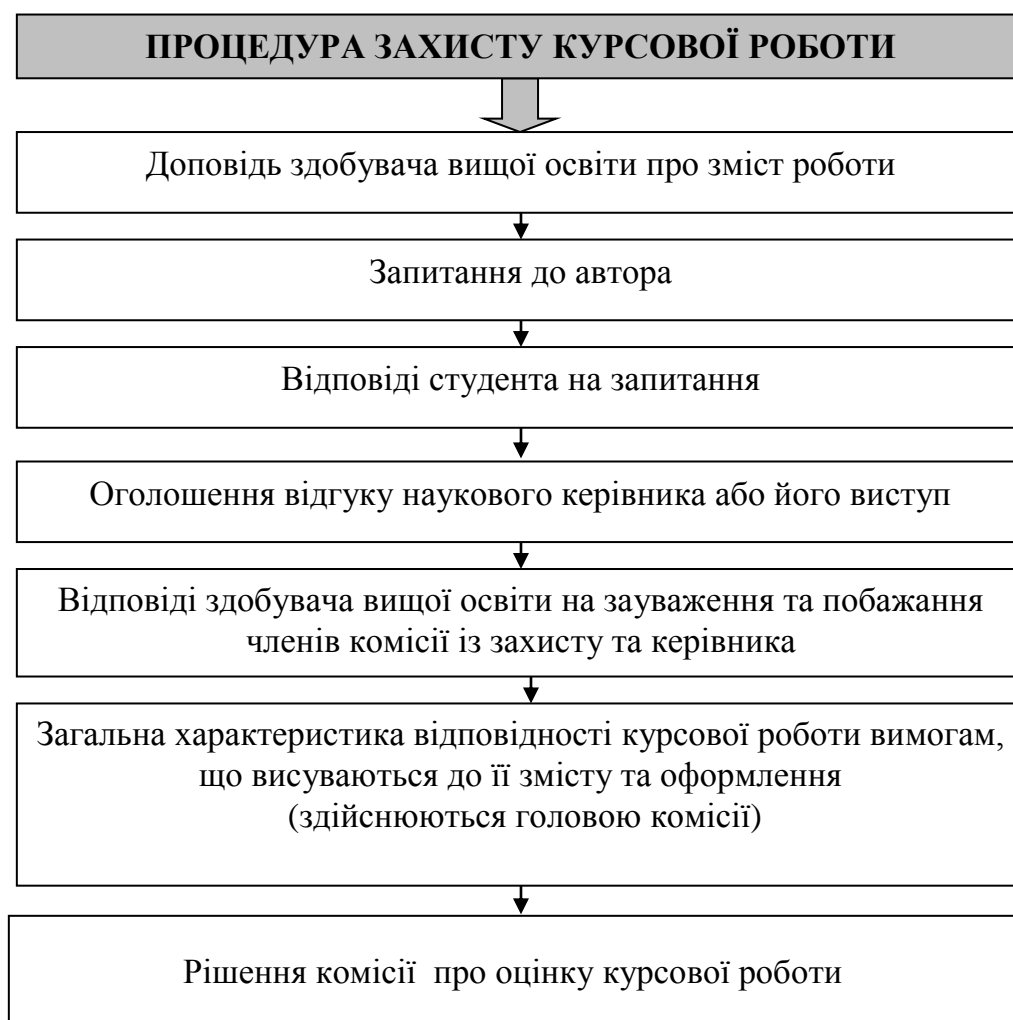 ПРОЦЕДУРА ЗАХИСТУ КУРСОВОЇ РОБОТИ
Доповідь здобувача вищої освіти про зміст роботи
Запитання до автора
Відповіді студента на запитання
Оголошення відгуку наукового керівника або його виступ
Відповіді здобувача вищої освіти на зауваження та побажання
членів комісії із захисту та керівника
Загальна характеристика відповідності курсової роботи вимогам,
що висуваються до її змісту та оформлення
(здійснюються головою комісії)
Рішення комісії про оцінку курсової роботи